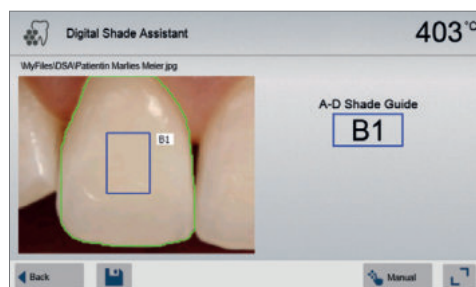 Digital Shade Assistant
403 °C
\MyFiles\DSA\Patientin Marlies Meier.jpg
A-D Shade Guide
B1
B1
Back
Manual